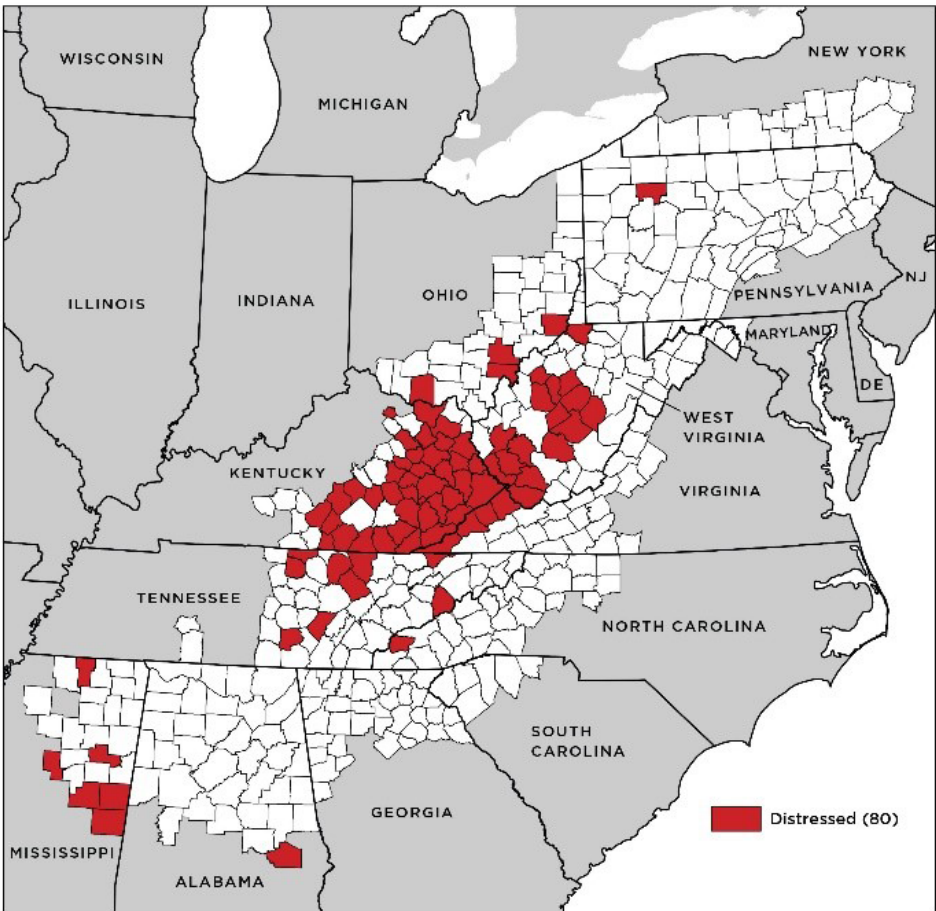 WISCONSIN
NEW YORK
MICHIGAN
ILLINOIS
INDIANA
OHIO
PENNSYLVANIA
NJ
MARYLAND
DE
WEST
VIRGINIA
KENTUCKY
VIRGINIA
TENNESSEE
NORTH CAROLINA
SOUTH
CAROLINA
GEORGIA
Distressed (80)
MISSISSIPPI
ALABAMA